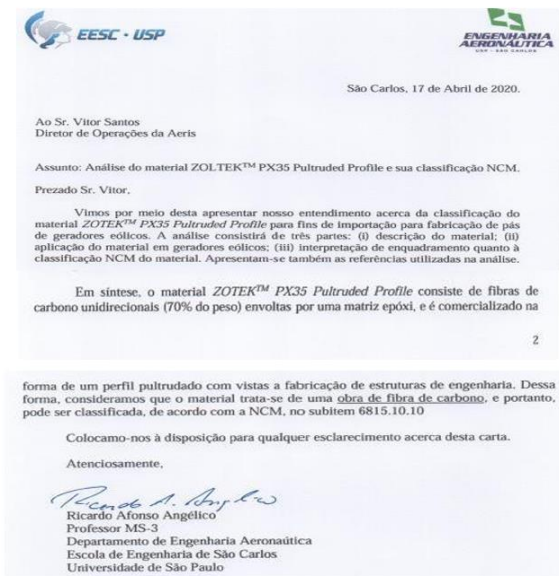 EESC · USP
ENGENHARIA
AERONÁUTICA
USP - SÃO CARLOS
São Carlos, 17 de Abril de 2020.
Ao Sr. Vitor Santos
Diretor de Operações da Aeris
Assunto: Análise do material ZOLTEK™ PX35 Pultruded Profile e sua classificação NCM.
Prezado Sr. Vitor,
Vimos por meio desta apresentar nosso entendimento acerca da classificação do
material ZOTEK™ PX35 Pultruded Profile para fins de importação para fabricação de pás
de geradores eólicos. A análise consistirá de três partes: (i) descrição do material; (ii)
aplicação do material em geradores eólicos; (iii) interpretação de enquadramento quanto à
classificação NCM do material. Apresentam-se também as referências utilizadas na análise.
Em síntese, o material ZOTEK™ PX35 Pultruded Profile consiste de fibras de
carbono unidirecionais (70% do peso) envoltas por uma matriz epóxi, e é comercializado na
2
forma de um perfil pultrudado com vistas a fabricação de estruturas de engenharia. Dessa
forma, consideramos que o material trata-se de uma obra de fibra de carbono, e portanto,
pode ser classificada, de acordo com a NCM, no subitem 6815.10.10
Colocamo-nos à disposição para qualquer esclarecimento acerca desta carta.
Atenciosamente,
Ricardo A. Angélico
Ricardo Afonso Angélico
Professor MS-3
Departamento de Engenharia Aeronaútica
Escola de Engenharia de São Carlos
Universidade de São Paulo